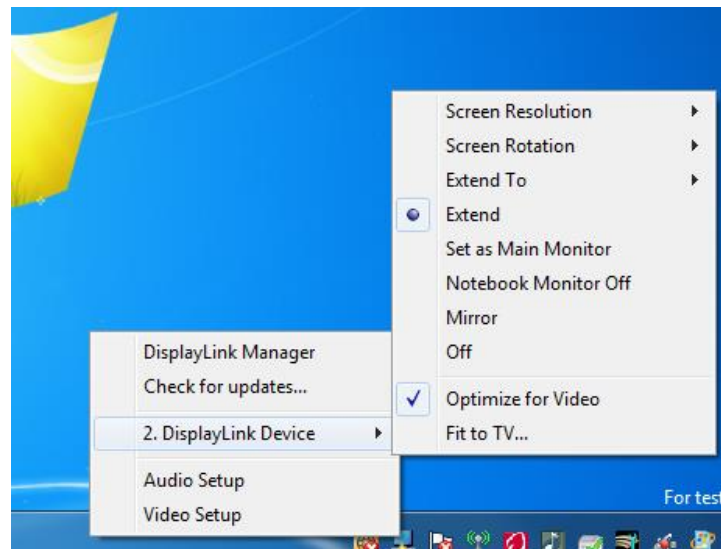 Screen Resolution
Screen Rotation
Extend To
Extend
Set as Main Monitor
Notebook Monitor Off
Mirror
Off
Optimize for Video
Fit to TV...
DisplayLink Manager
Check for updates...
2. DisplayLink Device
Audio Setup
Video Setup
For test